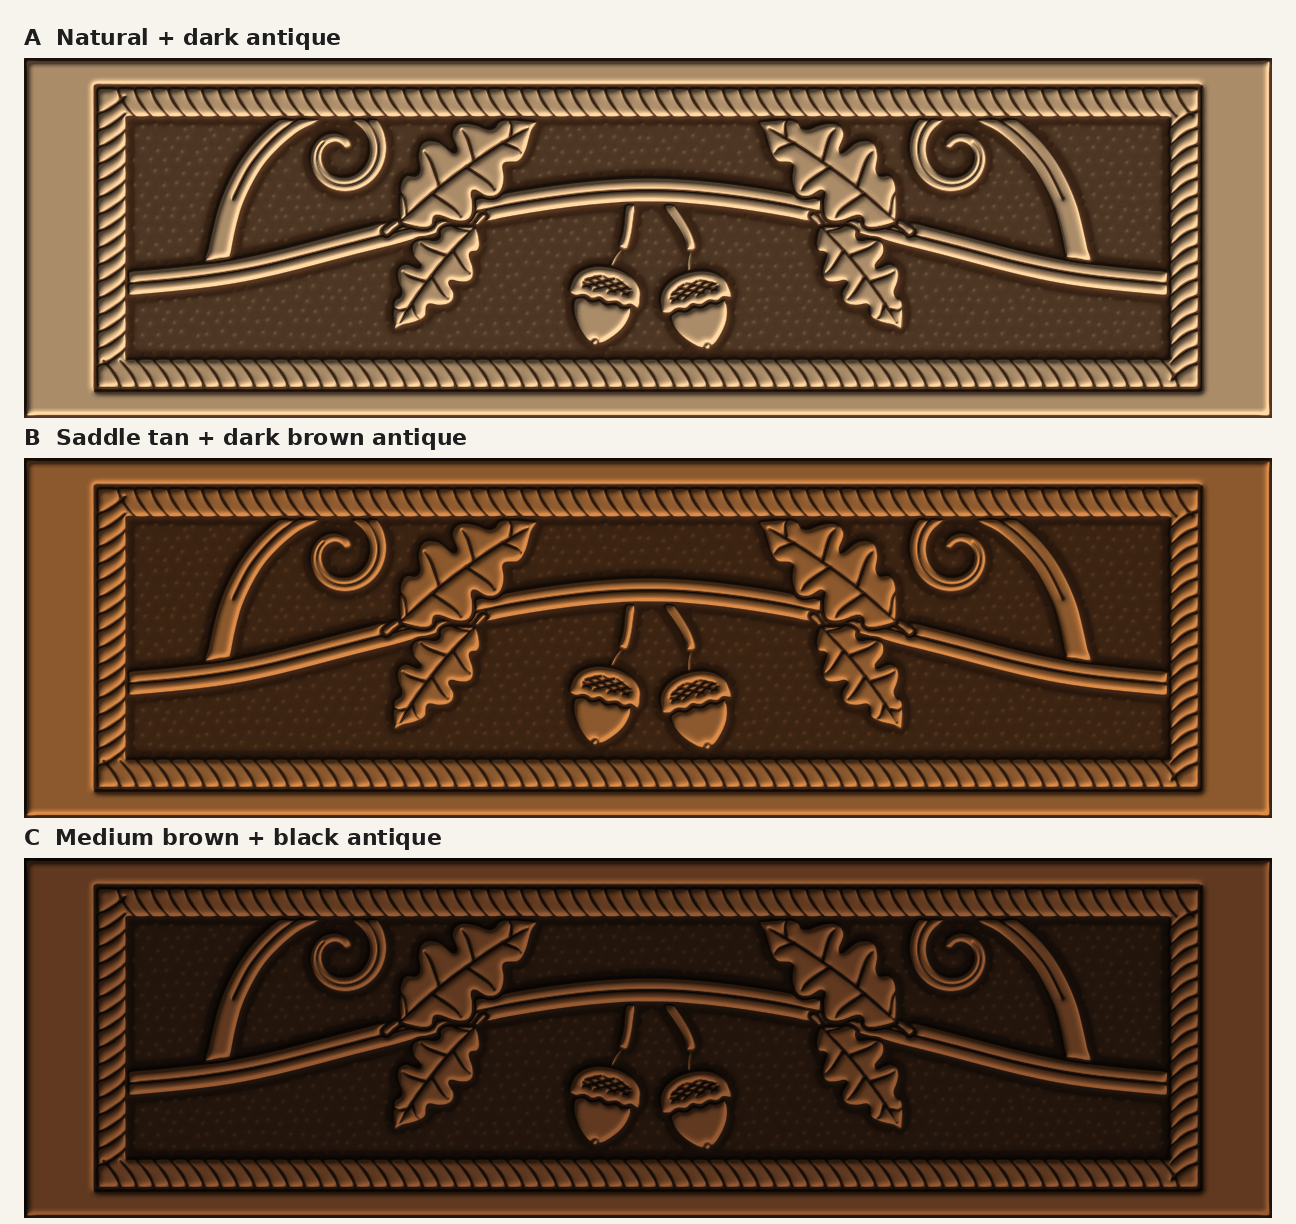 A Natural + dark antique
B Saddle tan + dark brown antique
C Medium brown + black antique